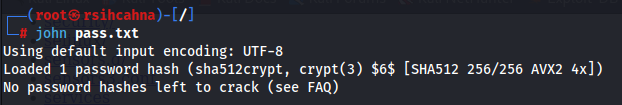 ┌──(root㉿rsihcahna)-[/]
└─# john pass.txt
Using default input encoding: UTF-8
Loaded 1 password hash (sha512crypt, crypt(3) $6$ [SHA512 256/256 AVX2 4x])
No password hashes left to crack (see FAQ)